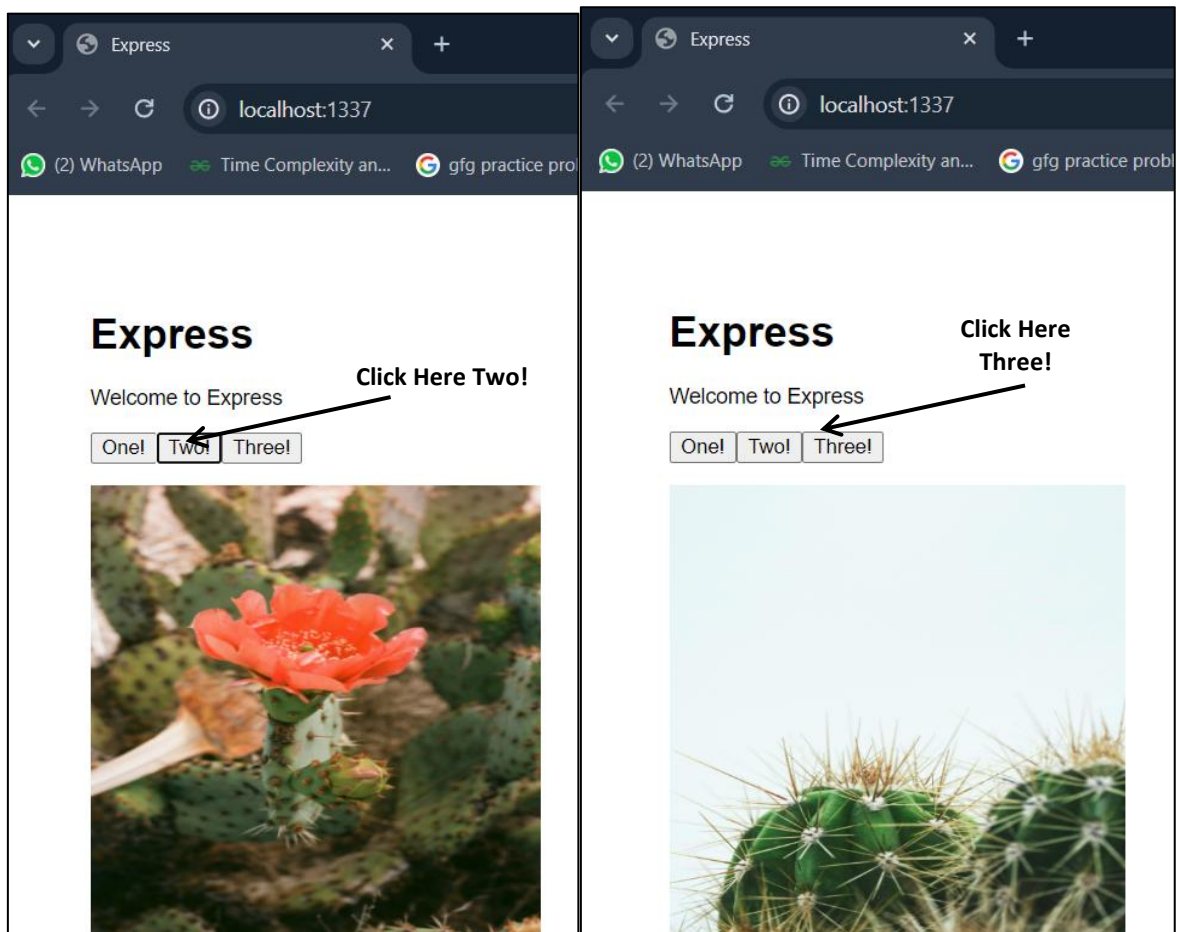 Express
localhost:1337
(2) WhatsApp
Time Complexity an...
gfg practice pro
Express
Click Here Two!
Welcome to Express
One! Two! Three!
Express
localhost:1337
(2) WhatsApp
Time Complexity an...
gfg practice probl
Express
Click Here
Three!
Welcome to Express
One! Two! Three!